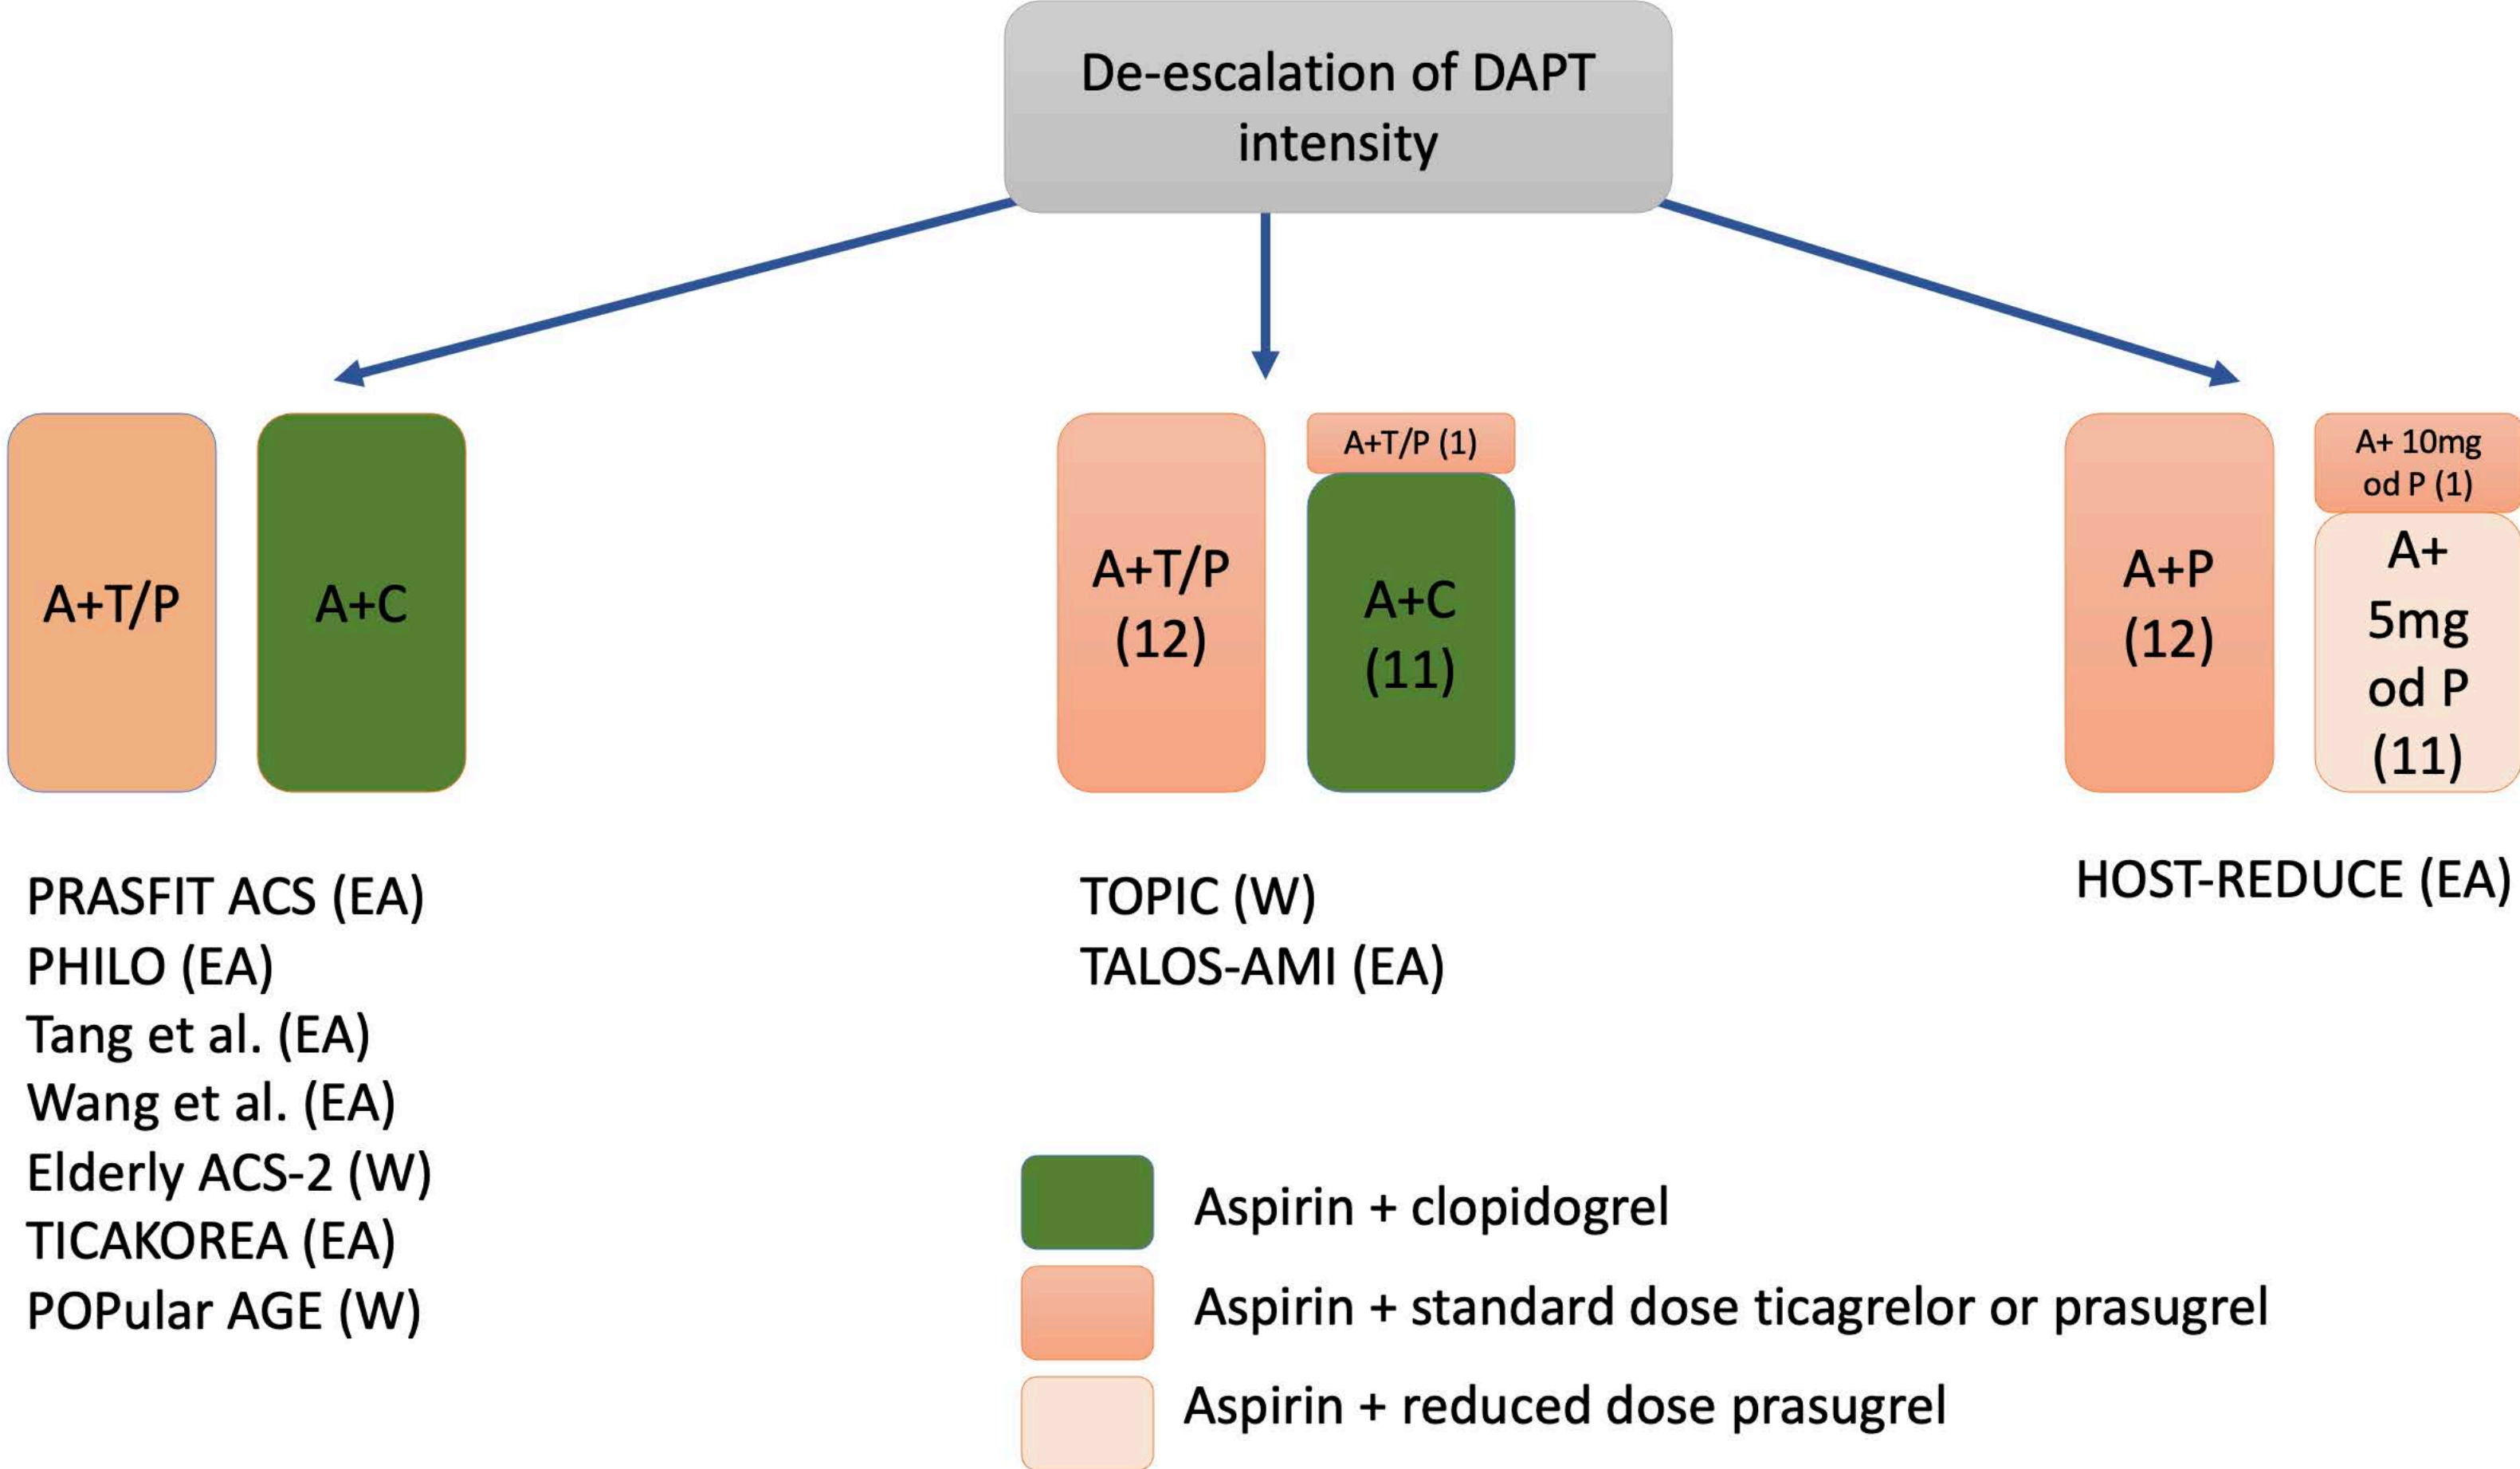 De-escalation of DAPT
intensity
A+T/P
A+C
A+T/P
(12)
A+T/P (1)
A+C
(11)
A+P
(12)
A+ 10mg
od P (1)
A+
5mg
od P
(11)
PRASFIT ACS (EA)
PHILO (EA)
Tang et al. (EA)
Wang et al. (EA)
Elderly ACS-2 (W)
TICAKOREA (EA)
POPular AGE (W)
TOPIC (W)
TALOS-AMI (EA)
HOST-REDUCE (EA)
Aspirin + clopidogrel
Aspirin + standard dose ticagrelor or prasugrel
Aspirin + reduced dose prasugrel